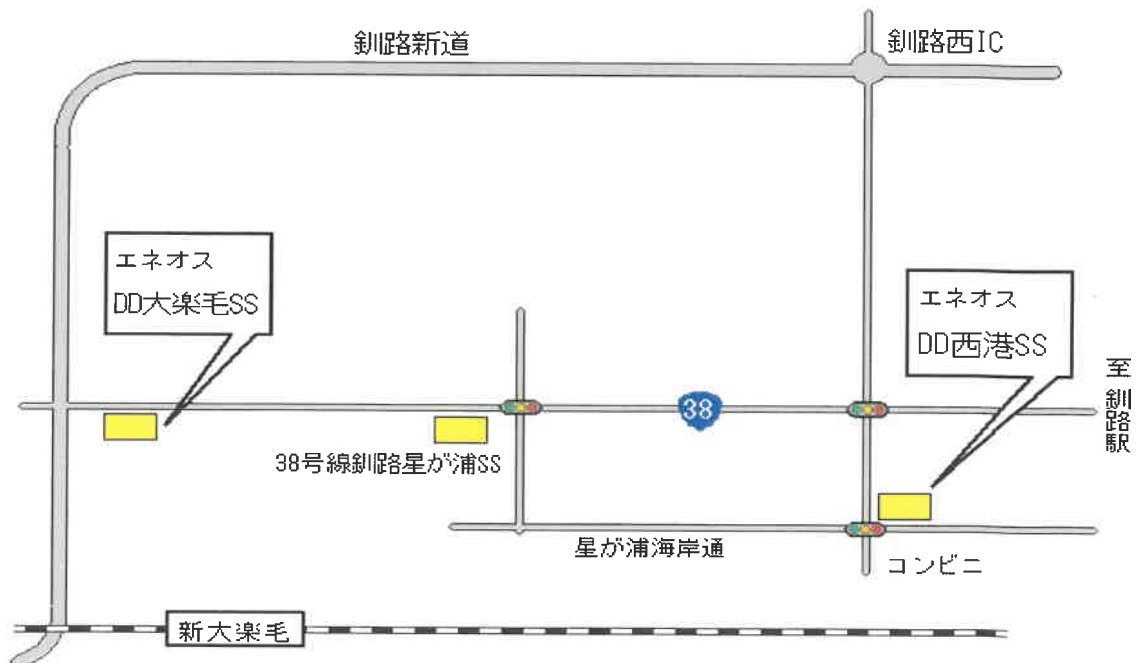 釧路新道
釧路西IC
エネオス
DD大楽毛SS
エネオス
DD西港SS
至釧路駅
38
38号線釧路星が浦SS
星が浦海岸通
コンビニ
新大楽毛